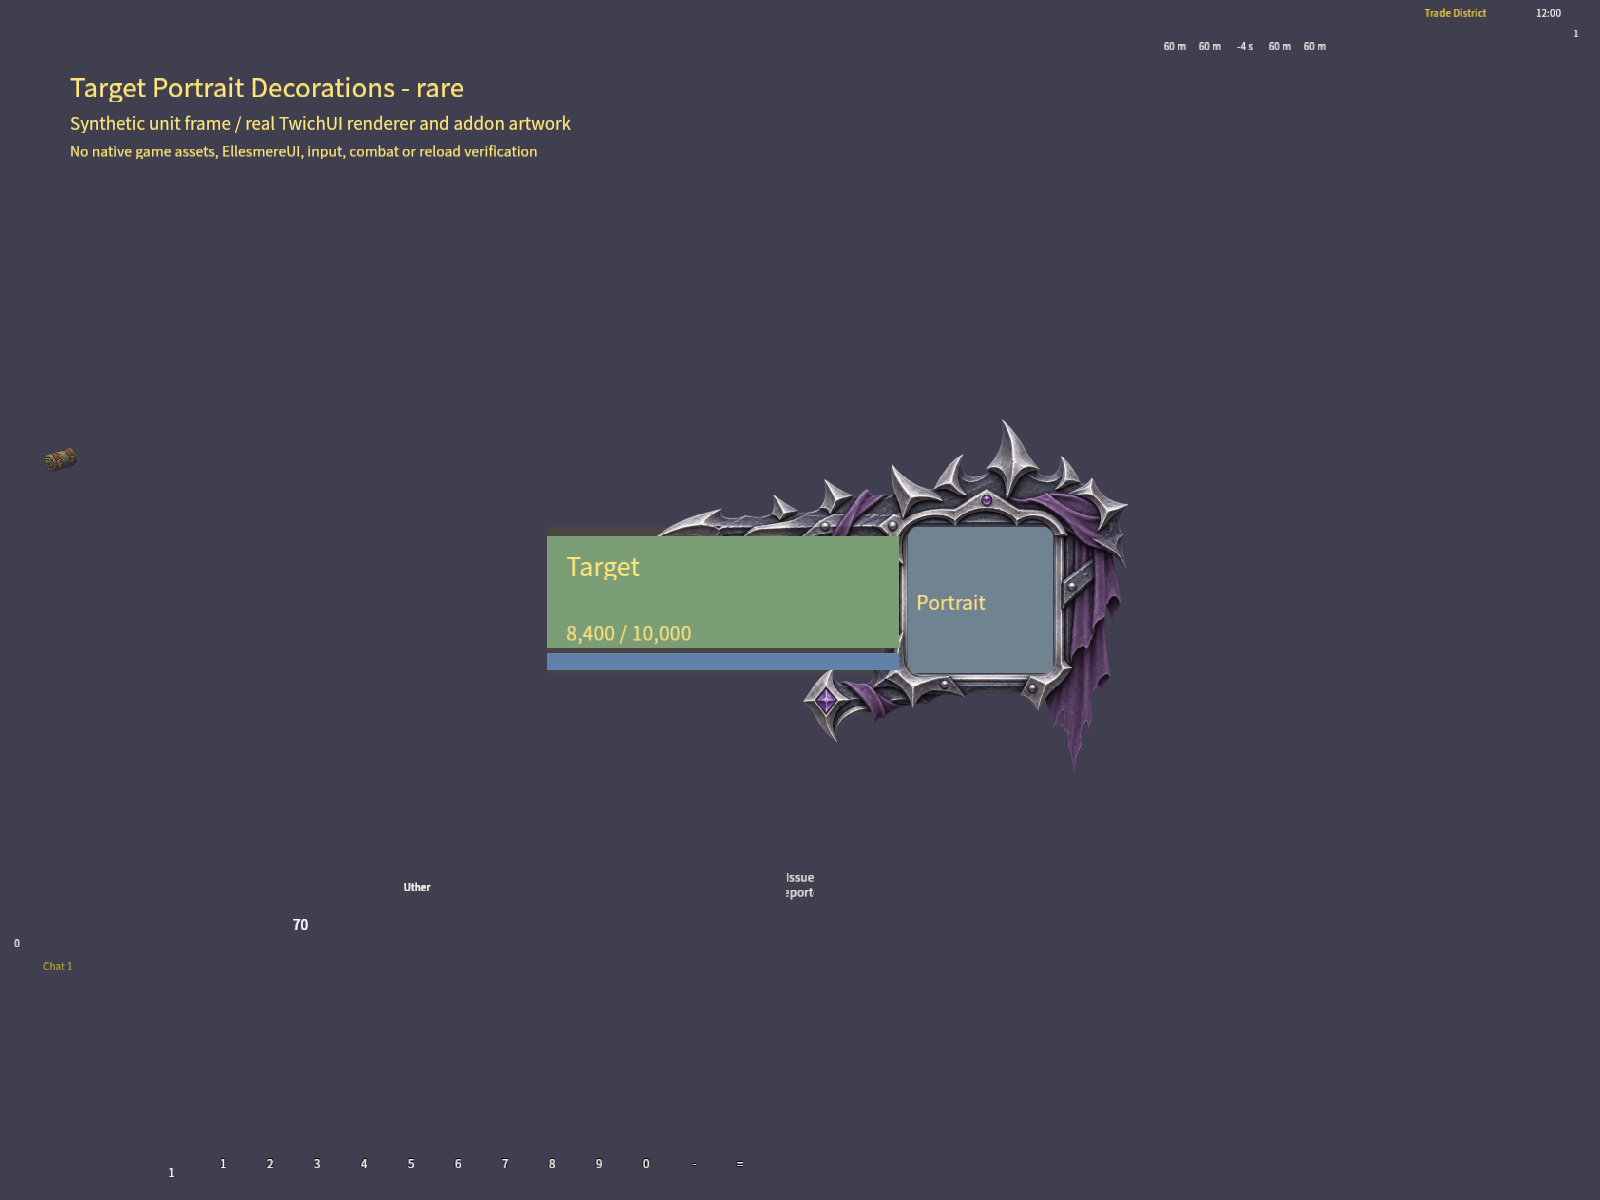 Trade District
12:00
1
60 m 60 m -4 s 60 m 60 m
Target Portrait Decorations - rare
Synthetic unit frame / real TwichUI renderer and addon artwork
No native game assets, EllesmereUI, input, combat or reload verification
Target
Portrait
8,400 / 10,000
Issue
eport
Uther
70
0
Chat 1
1 1 2 3 4 5 6 7 8 9 0 - =